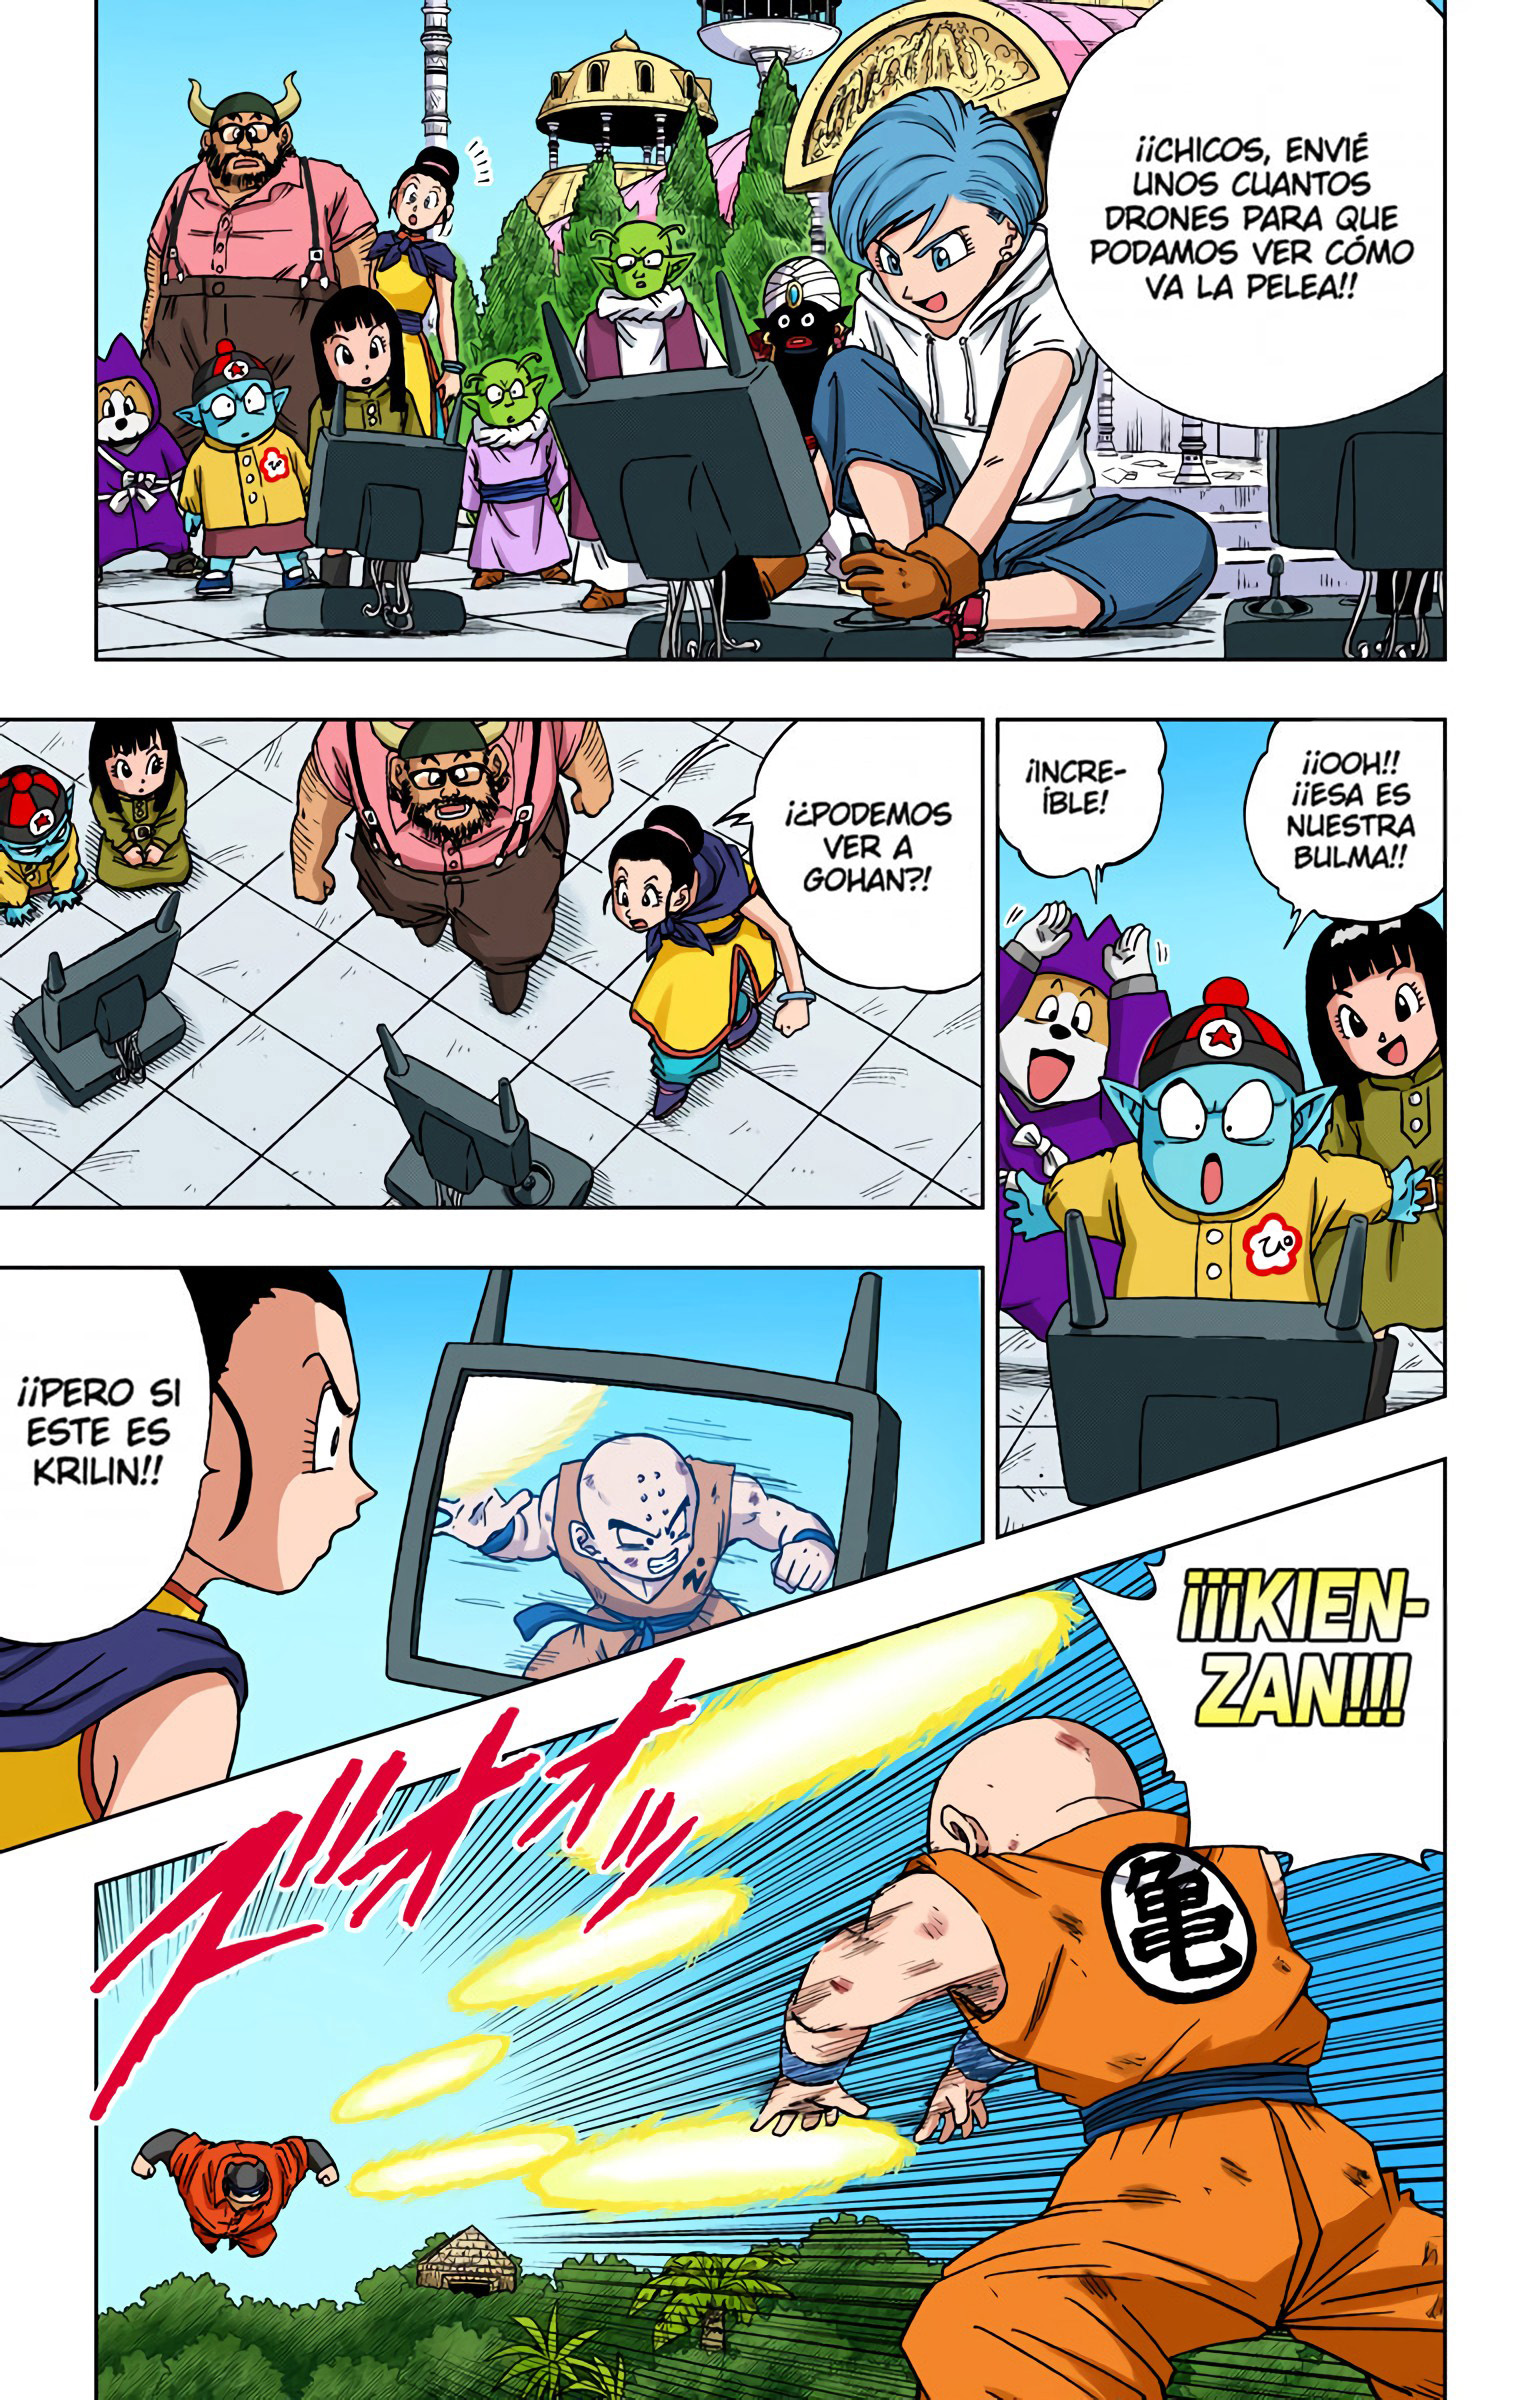 ¡¡CHICOS, ENVIÉ
UNOS CUANTOS
DRONES PARA QUE
PODAMOS VER CÓMO
VA LA PELEA!!
¡¡OOH!!
¡¡ESA ES
NUESTRA
BULMA!!
¡INCRE-
ÍBLE!
ぴ
¡¿PODEMOS
VER A
GOHAN?!
¡¡PERO SI
ESTE ES
KRILIN!!
¡¡¡KIEN-
ZAN!!!
ズオオッ
亀